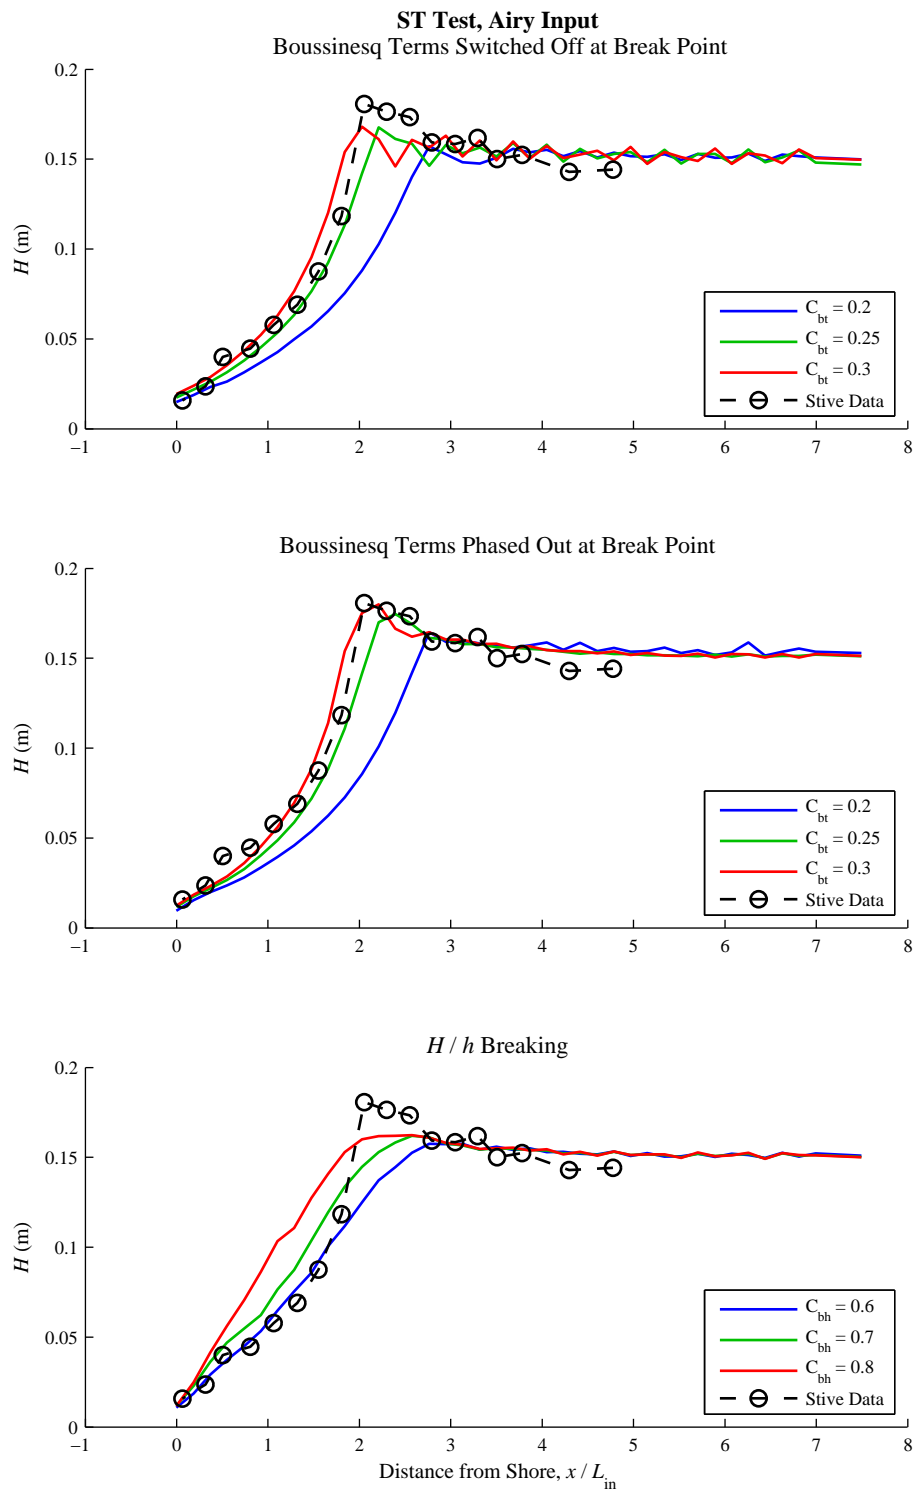 ST Test, Airy Input
Boussinesq Terms Switched Off at Break Point
0.2
0.15
0.1
0.05
0
H (m)
−1 0 1 2 3 4 5 6 7 8
C_bt = 0.2
C_bt = 0.25
C_bt = 0.3
Stive Data
Boussinesq Terms Phased Out at Break Point
0.2
0.15
0.1
0.05
0
H (m)
−1 0 1 2 3 4 5 6 7 8
C_bt = 0.2
C_bt = 0.25
C_bt = 0.3
Stive Data
H / h Breaking
0.2
0.15
0.1
0.05
0
H (m)
−1 0 1 2 3 4 5 6 7 8
C_bh = 0.6
C_bh = 0.7
C_bh = 0.8
Stive Data
Distance from Shore, x / L_in